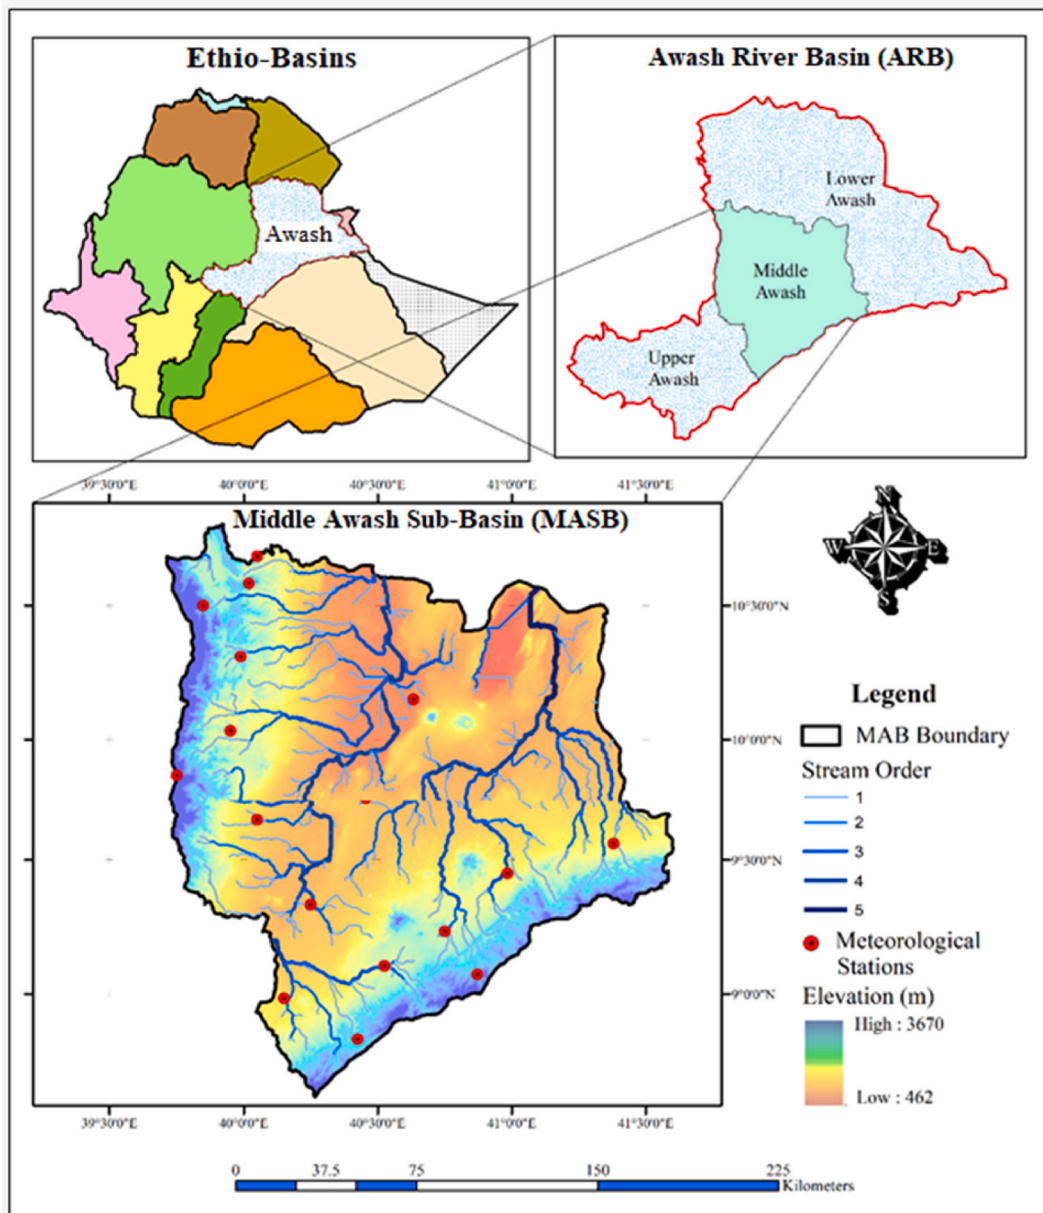 Ethio-Basins
Awash
Awash River Basin (ARB)
Lower
Awash
Middle
Awash
Upper
Awash
39°30'0"E
40°0'0"E
40°30'0"E
41°0'0"E
41°30'0"E
Middle Awash Sub-Basin (MASB)
10°30'0"N
10°0'0"N
9°30'0"N
9°0'0"N
39°30'0"E
40°0'0"E
40°30'0"E
41°0'0"E
41°30'0"E
N
W
E
S
Legend
MAB Boundary
Stream Order
1
2
3
4
5
Meteorological
Stations
Elevation (m)
High : 3670
Low : 462
0
37.5
75
150
225
Kilometers